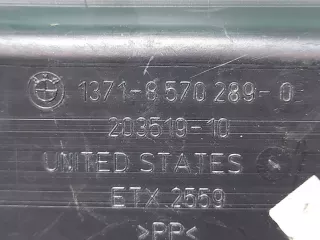 1371-8 570 289-0
203519-10
UNITED STATES
ETX 2559
>PP<